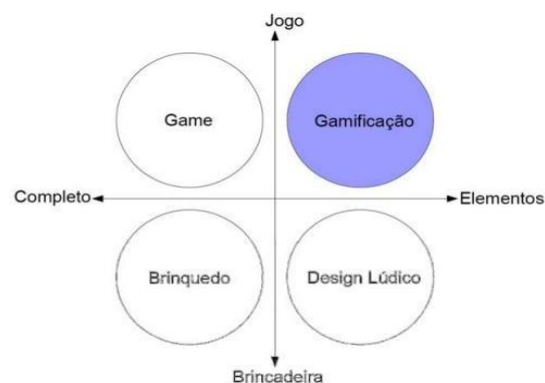 Jogo
Game
Gamificação
Completo
Elementos
Brinquedo
Design Lúdico
Brincadeira